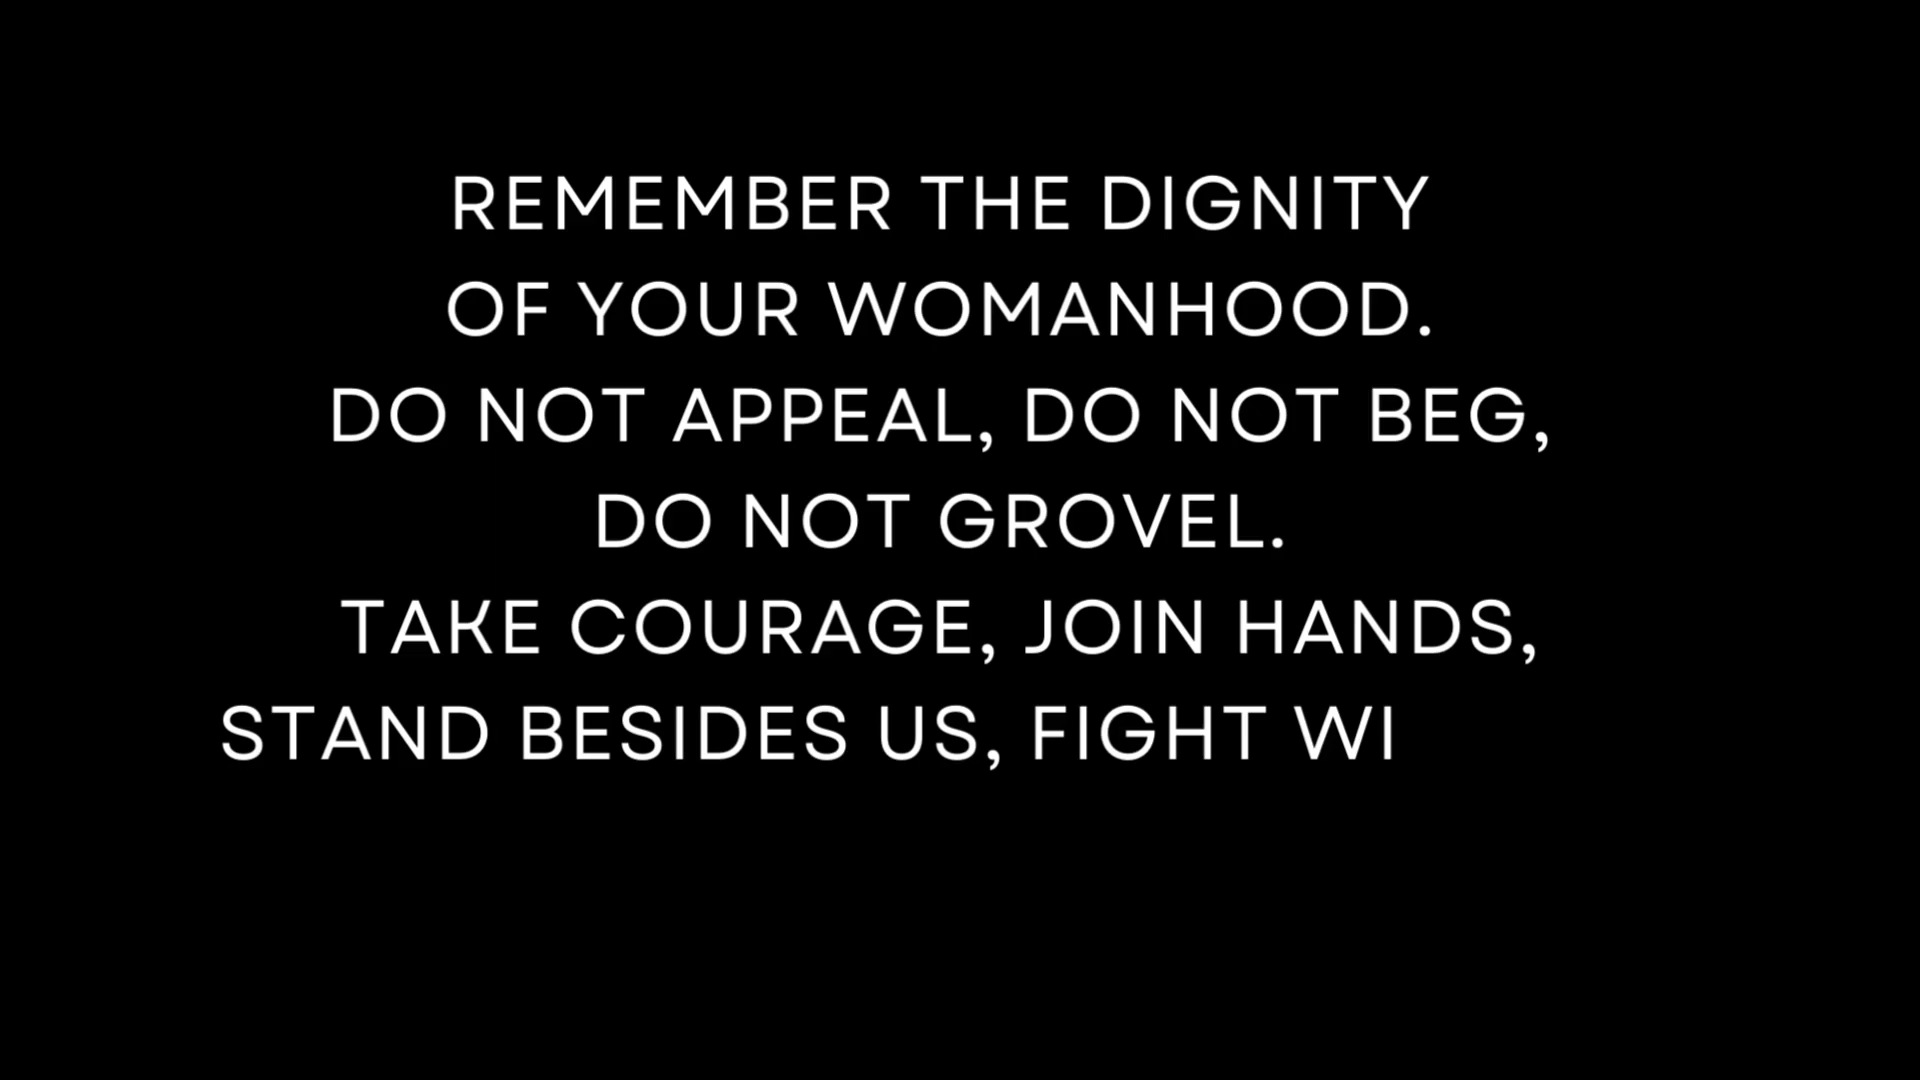 REMEMBER THE DIGNITY
OF YOUR WOMANHOOD.
DO NOT APPEAL, DO NOT BEG,
DO NOT GROVEL.
TAKE COURAGE, JOIN HANDS,
STAND BESIDES US, FIGHT WI